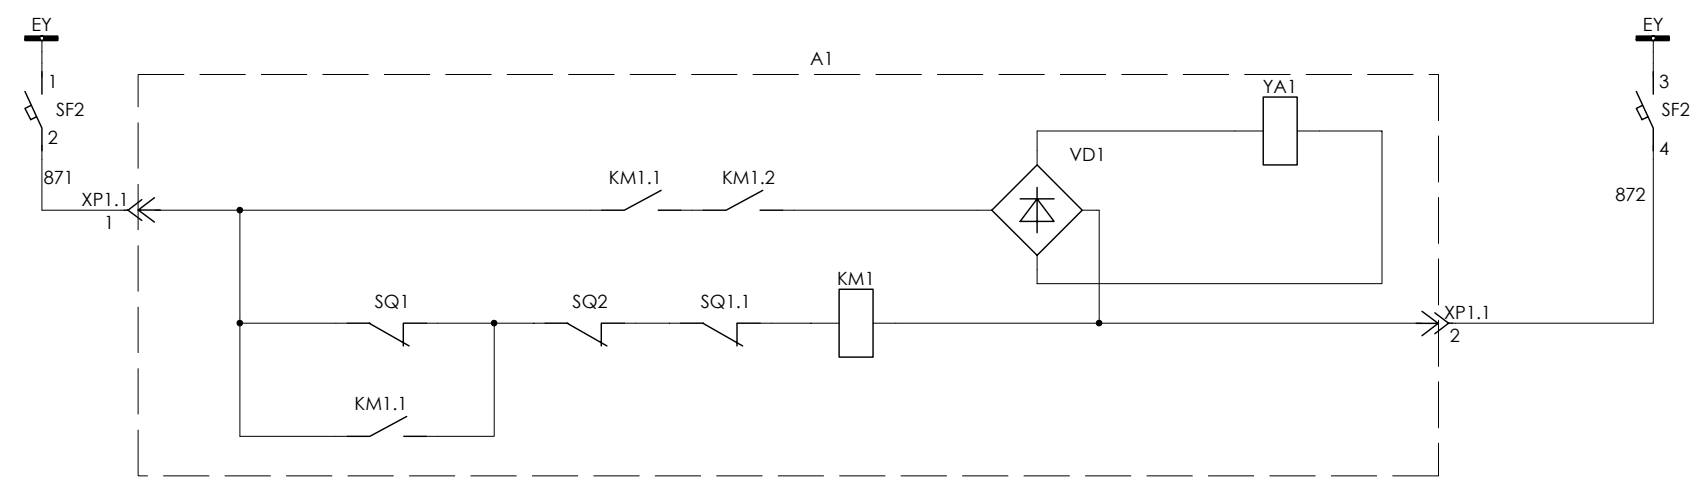 EY
EY
A1
1
SF2
2
3
SF2
4
YA1
VD1
871
872
XP1.1
1
KM1.1
KM1.2
SQ1
SQ2
SQ1.1
KM1
XP1.1
2
KM1.1